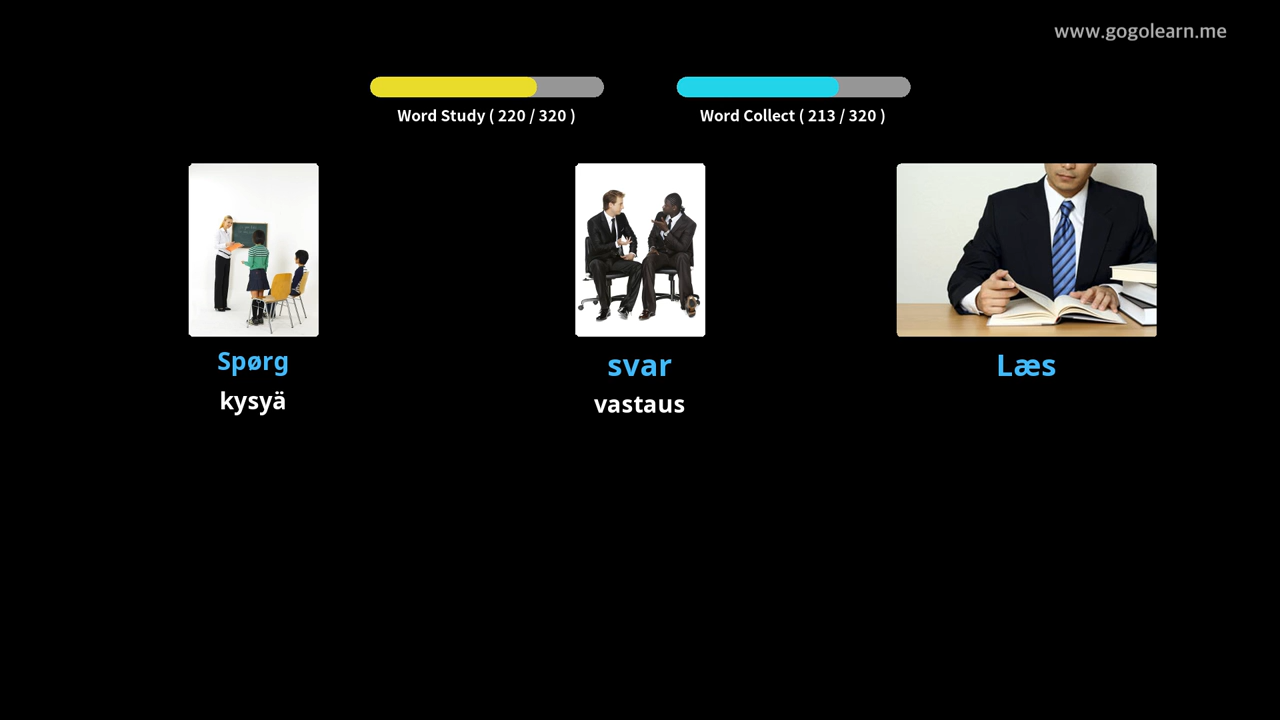 www.gogolearn.me
Word Study ( 220 / 320 )
Word Collect ( 213 / 320 )
Spørg
kysyä
svar
vastaus
Læs